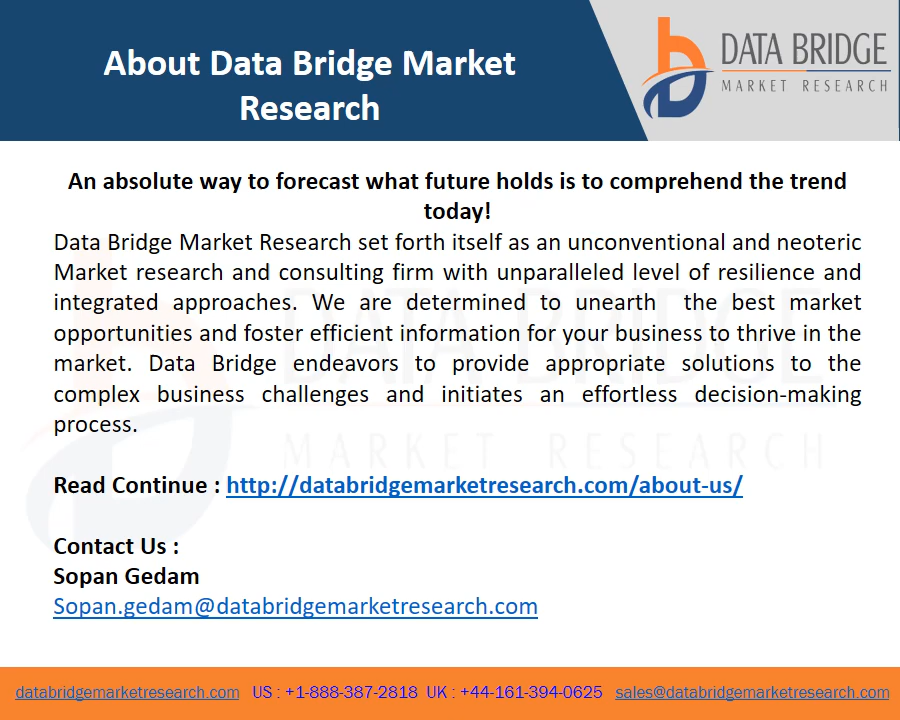 About Data Bridge Market
Research
DATA BRIDGE
MARKET RESEARCH
An absolute way to forecast what future holds is to comprehend the trend
today!
Data Bridge Market Research set forth itself as an unconventional and neoteric
Market research and consulting firm with unparalleled level of resilience and
integrated approaches. We are determined to unearth the best market
opportunities and foster efficient information for your business to thrive in the
market. Data Bridge endeavors to provide appropriate solutions to the
complex business challenges and initiates an effortless decision-making
process.
DATA BRIDGE
MARKET RESEARCH
Read Continue : http://databridgemarketresearch.com/about-us/
Contact Us :
Sopan Gedam
Sopan.gedam@databridgemarketresearch.com
databridgemarketresearch.com US : +1-888-387-2818 UK : +44-161-394-0625 sales@databridgemarketresearch.com